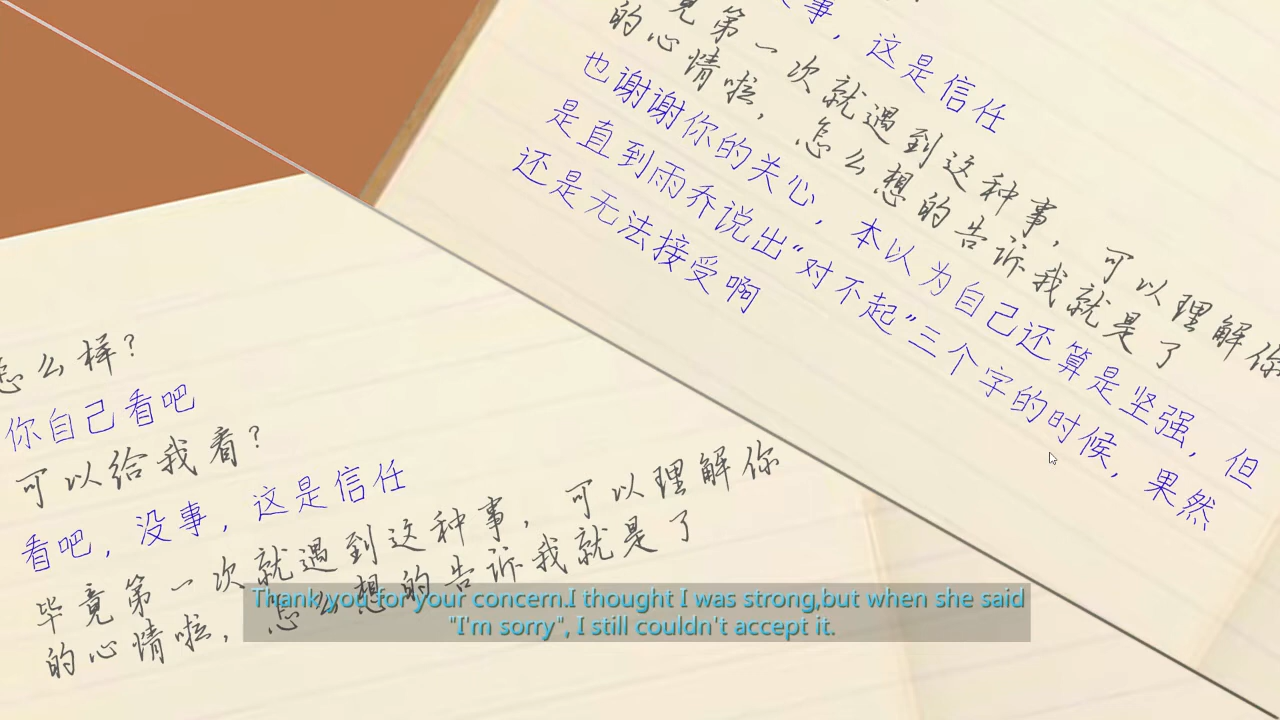 怎么样？
你自己看吧
可以给我看？
看吧，没事，这是信任
毕竟第一次就遇到这种事，可以理解你
的心情啦，怎么想的告诉我就是了
事，这是信任
竟第一次就遇到这种事，可以理解你
的心情啦，怎么想的告诉我就是了
也谢谢你的关心，本以为自己还算是坚强，但
是直到雨乔说出“对不起”三个字的时候，果然
还是无法接受啊
Thank you for your concern.I thought I was strong,but when she said
"I'm sorry", I still couldn't accept it.